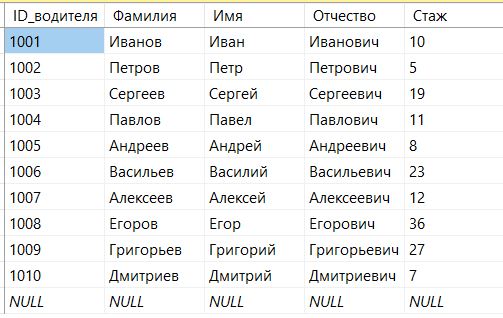 ID_водителя Фамилия Имя Отчество Стаж
1001 Иванов Иван Иванович 10
1002 Петров Петр Петрович 5
1003 Сергеев Сергей Сергеевич 19
1004 Павлов Павел Павлович 11
1005 Андреев Андрей Андреевич 8
1006 Васильев Василий Васильевич 23
1007 Алексеев Алексей Алексеевич 12
1008 Егоров Егор Егорович 36
1009 Григорьев Григорий Григорьевич 27
1010 Дмитриев Дмитрий Дмитриевич 7
NULL NULL NULL NULL NULL